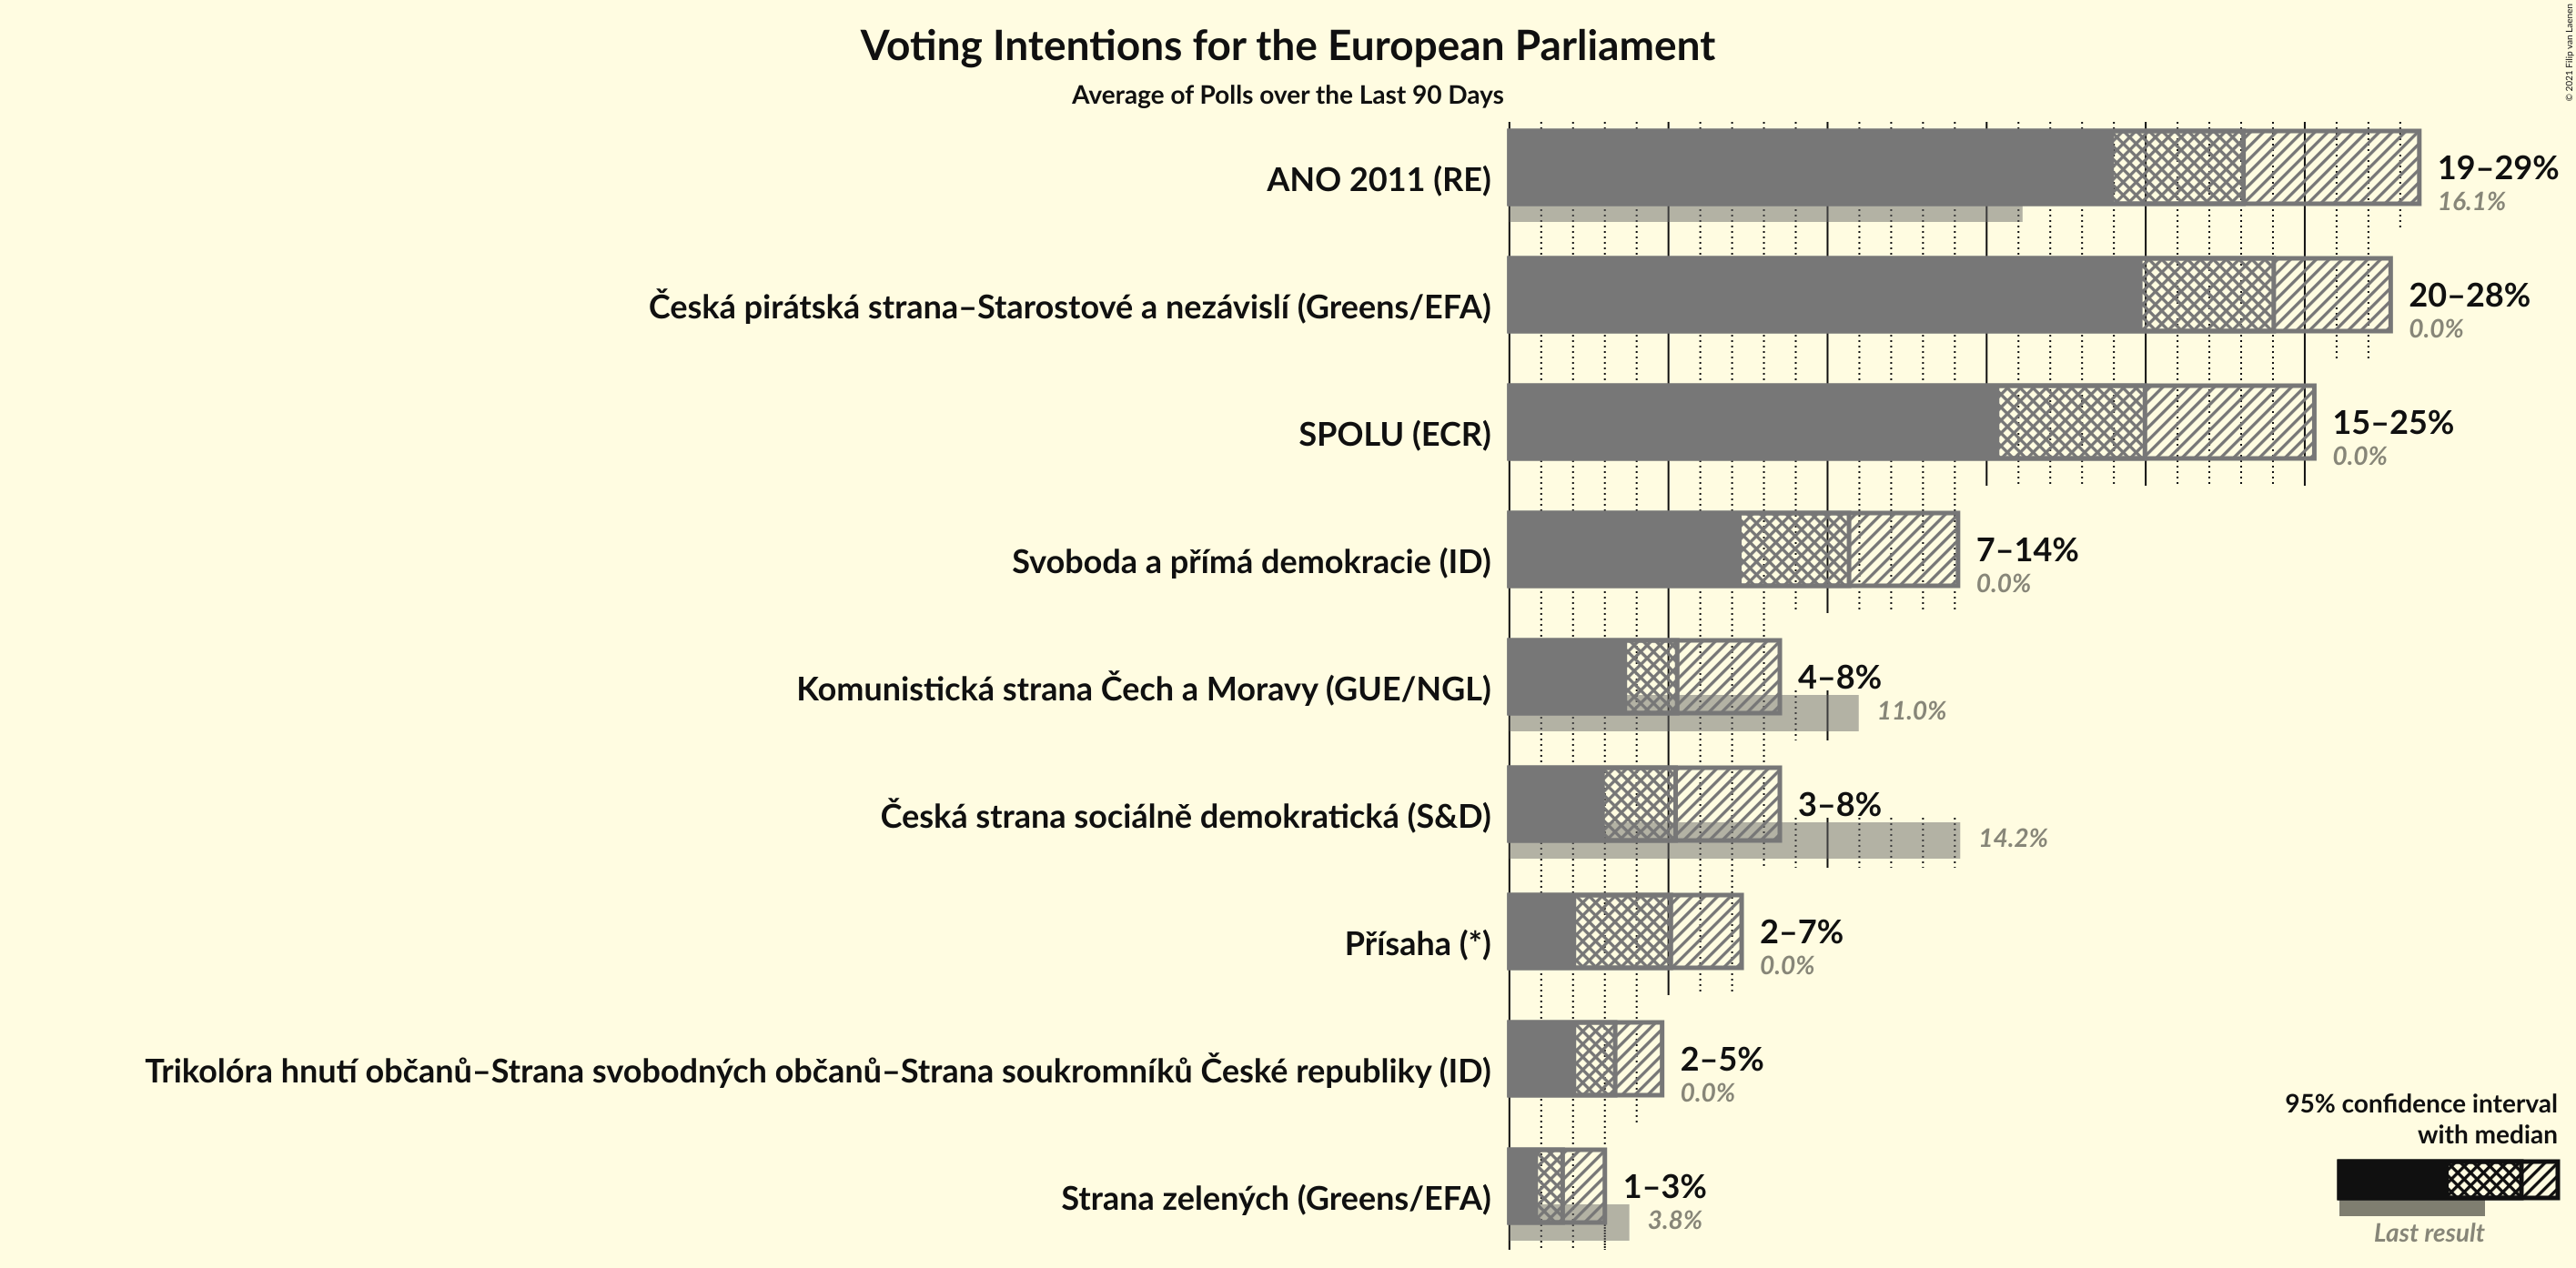 Voting Intentions for the European Parliament
Average of Polls over the Last 90 Days
© 2021 Filip van Laenen
ANO 2011 (RE)
19–29%
16.1%
Česká pirátská strana–Starostové a nezávislí (Greens/EFA)
20–28%
0.0%
SPOLU (ECR)
15–25%
0.0%
Svoboda a přímá demokracie (ID)
7–14%
0.0%
Komunistická strana Čech a Moravy (GUE/NGL)
4–8%
11.0%
Česká strana sociálně demokratická (S&D)
3–8%
14.2%
Přísaha (*)
2–7%
0.0%
Trikolóra hnutí občanů–Strana svobodných občanů–Strana soukromníků České republiky (ID)
2–5%
0.0%
Strana zelených (Greens/EFA)
1–3%
3.8%
95% confidence interval
with median
Last result